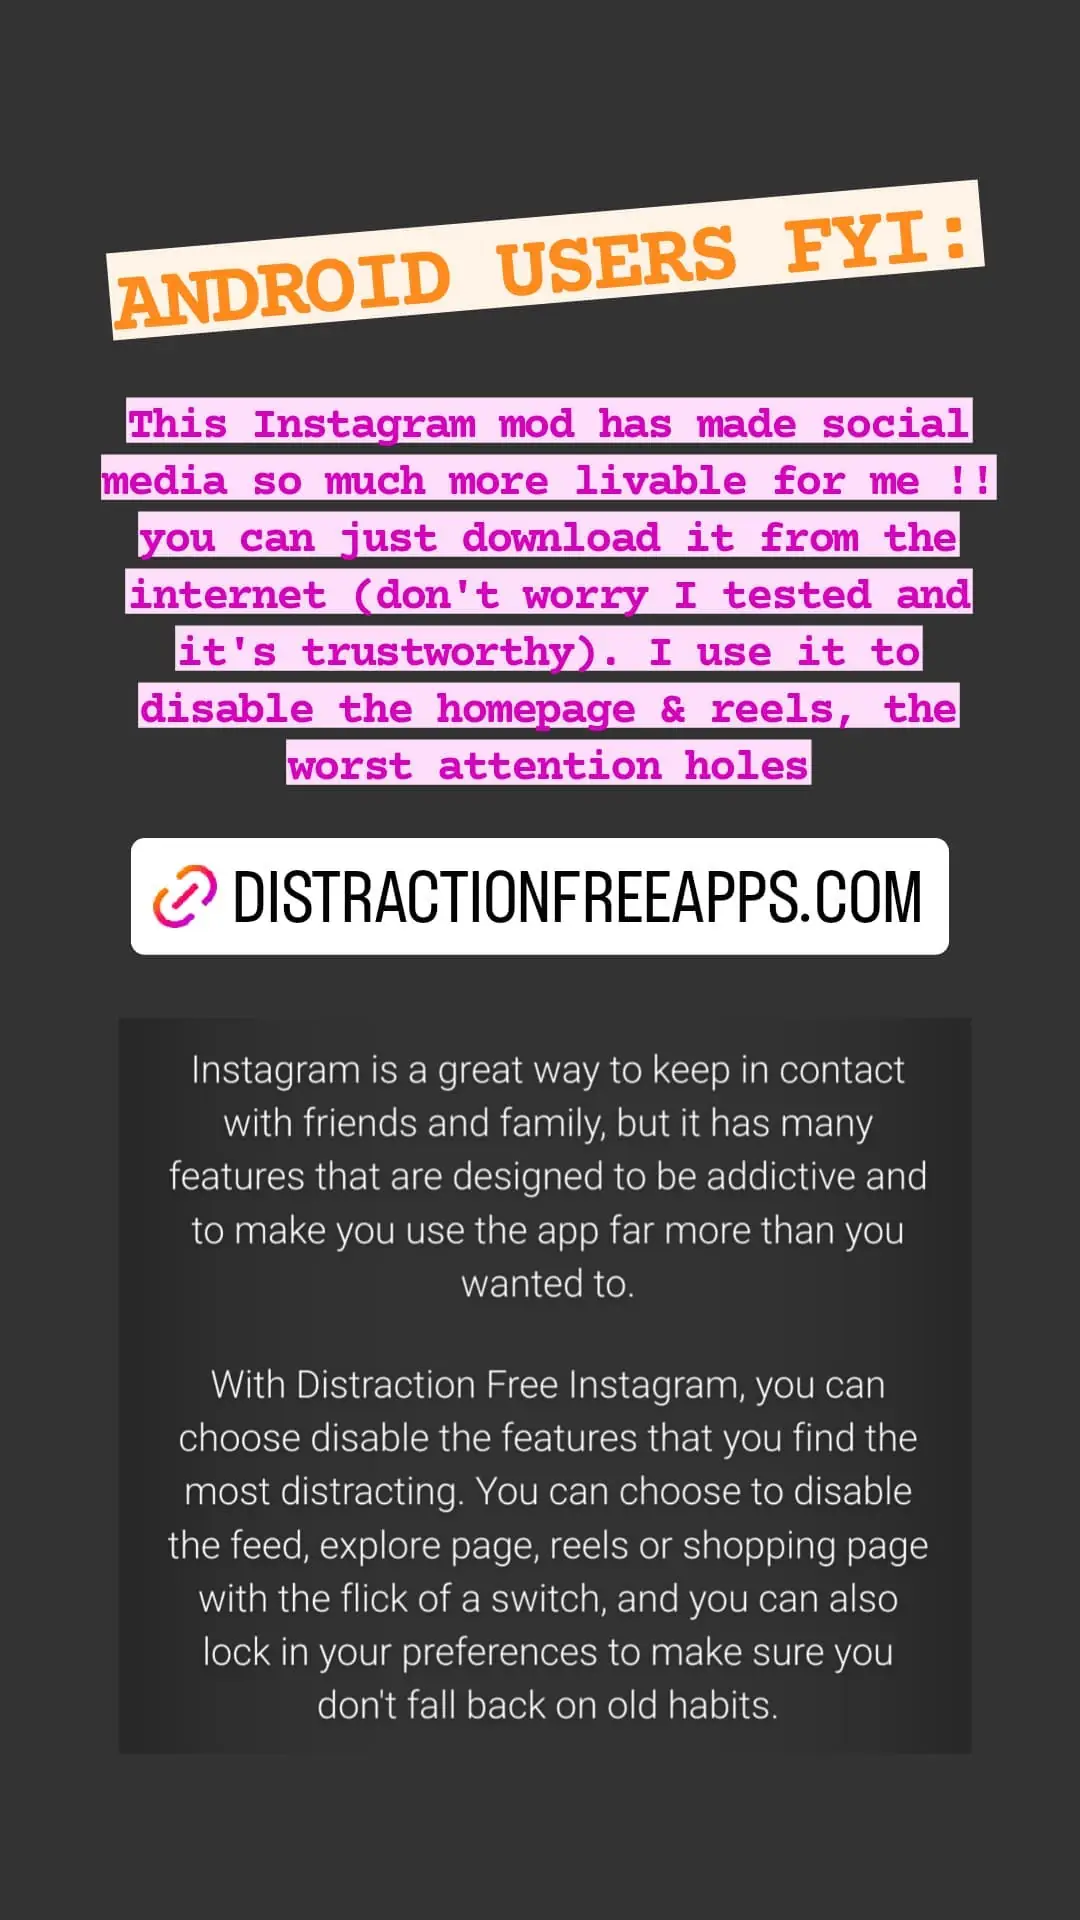 ANDROID USERS FYI:
This Instagram mod has made social
media so much more livable for me !!
you can just download it from the
internet (don't worry I tested and
it's trustworthy). I use it to
disable the homepage & reels, the
worst attention holes
DISTRACTIONFREEAPPS.COM
Instagram is a great way to keep in contact
with friends and family, but it has many
features that are designed to be addictive and
to make you use the app far more than you
wanted to.
With Distraction Free Instagram, you can
choose disable the features that you find the
most distracting. You can choose to disable
the feed, explore page, reels or shopping page
with the flick of a switch, and you can also
lock in your preferences to make sure you
don't fall back on old habits.